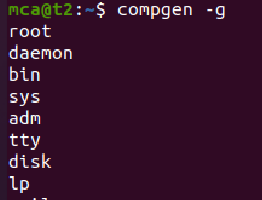 mca@t2:~$ compgen -g
root
daemon
bin
sys
adm
tty
disk
lp